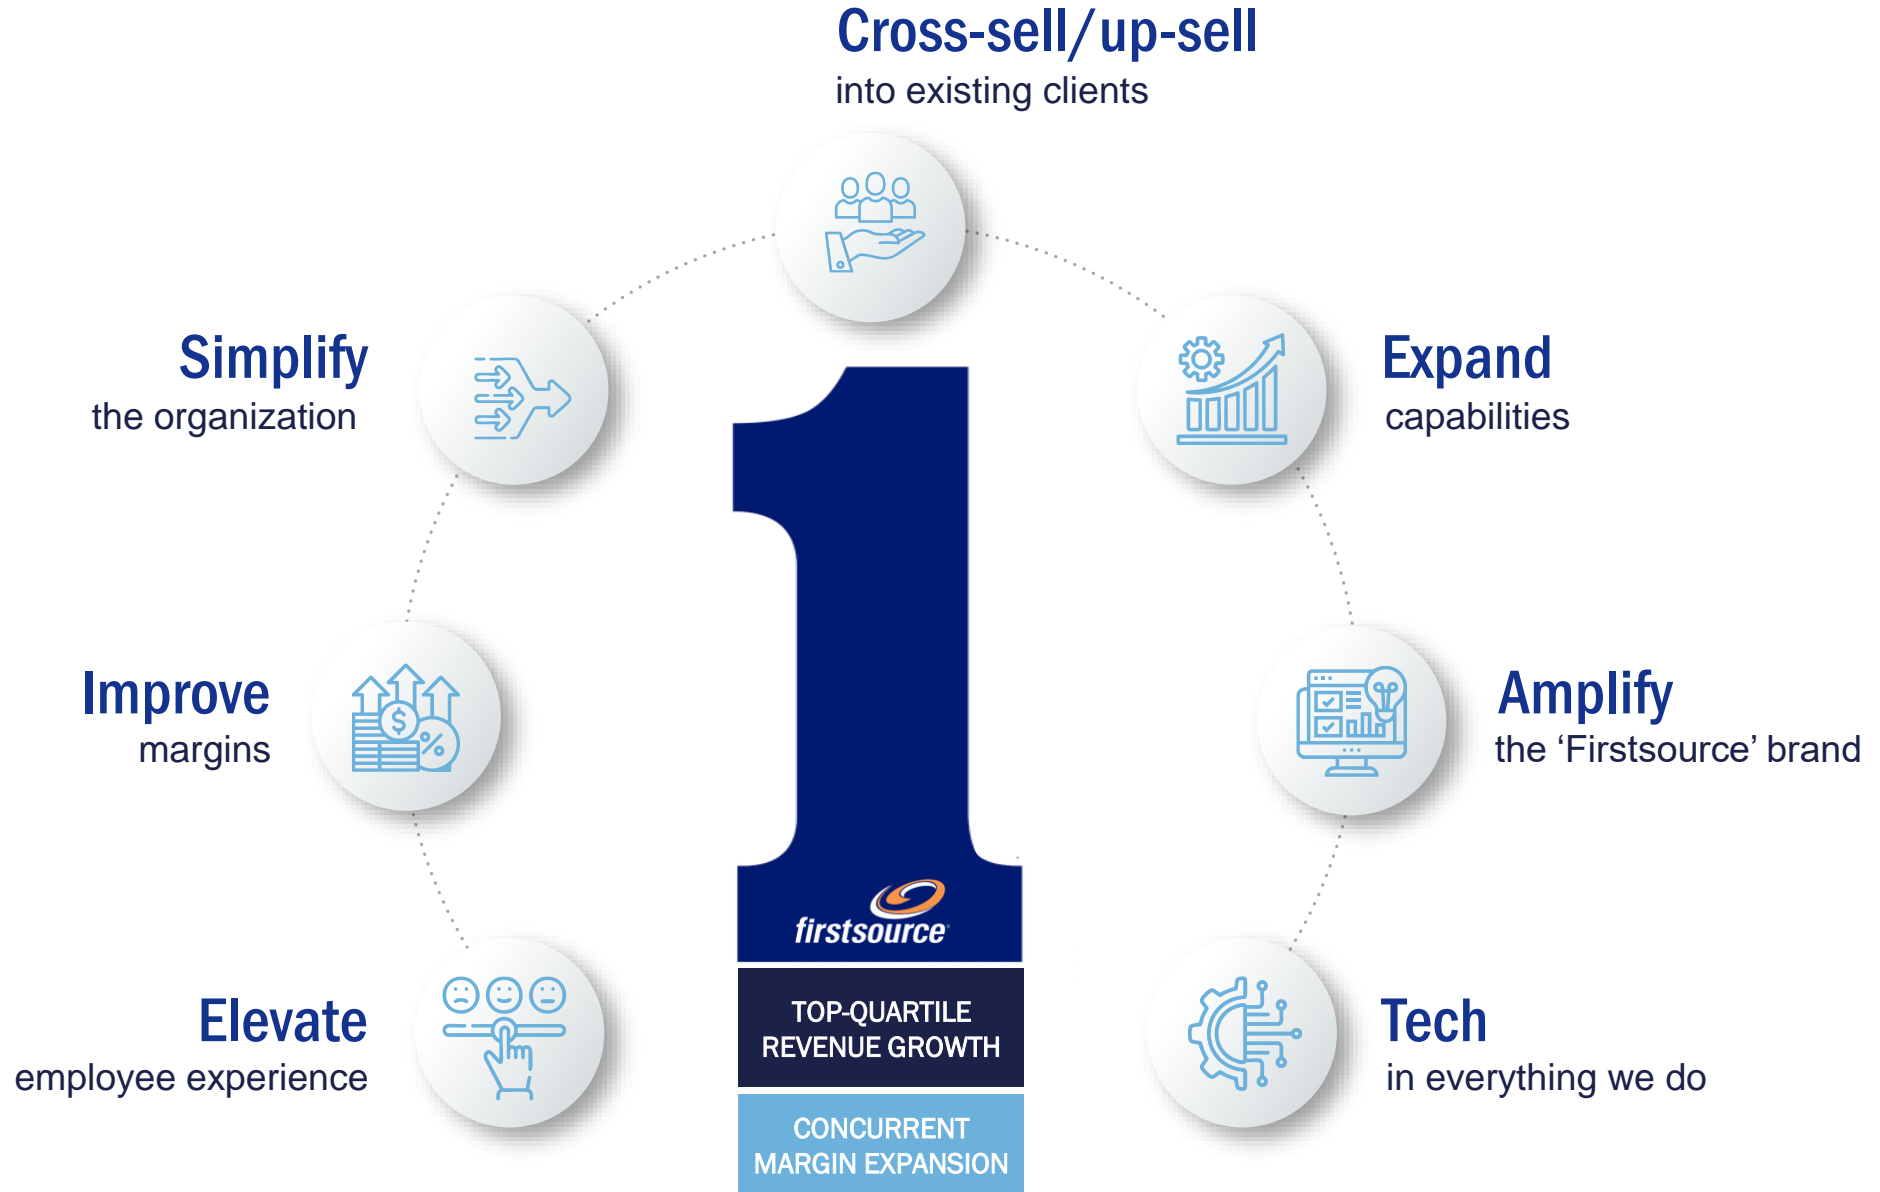 Cross-sell/up-sell
into existing clients
Simplify
the organization
Expand
capabilities
Improve
margins
Amplify
the ‘Firstsource’ brand
Elevate
employee experience
Tech
in everything we do
1
$
%
firstsource
TOP-QUARTILE
REVENUE GROWTH
CONCURRENT
MARGIN EXPANSION